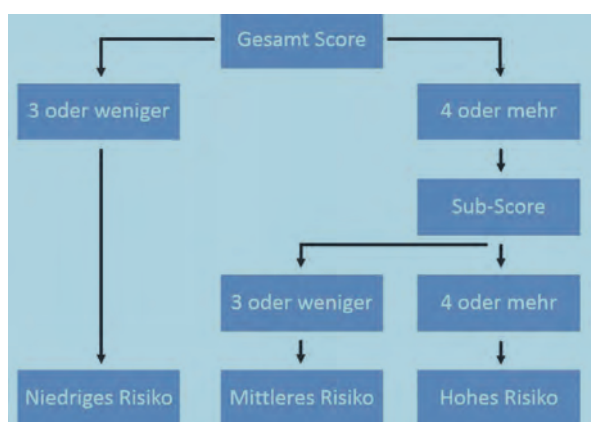 Gesamt Score
3 oder weniger
4 oder mehr
Sub-Score
3 oder weniger
4 oder mehr
Niedriges Risiko
Mittleres Risiko
Hohes Risiko